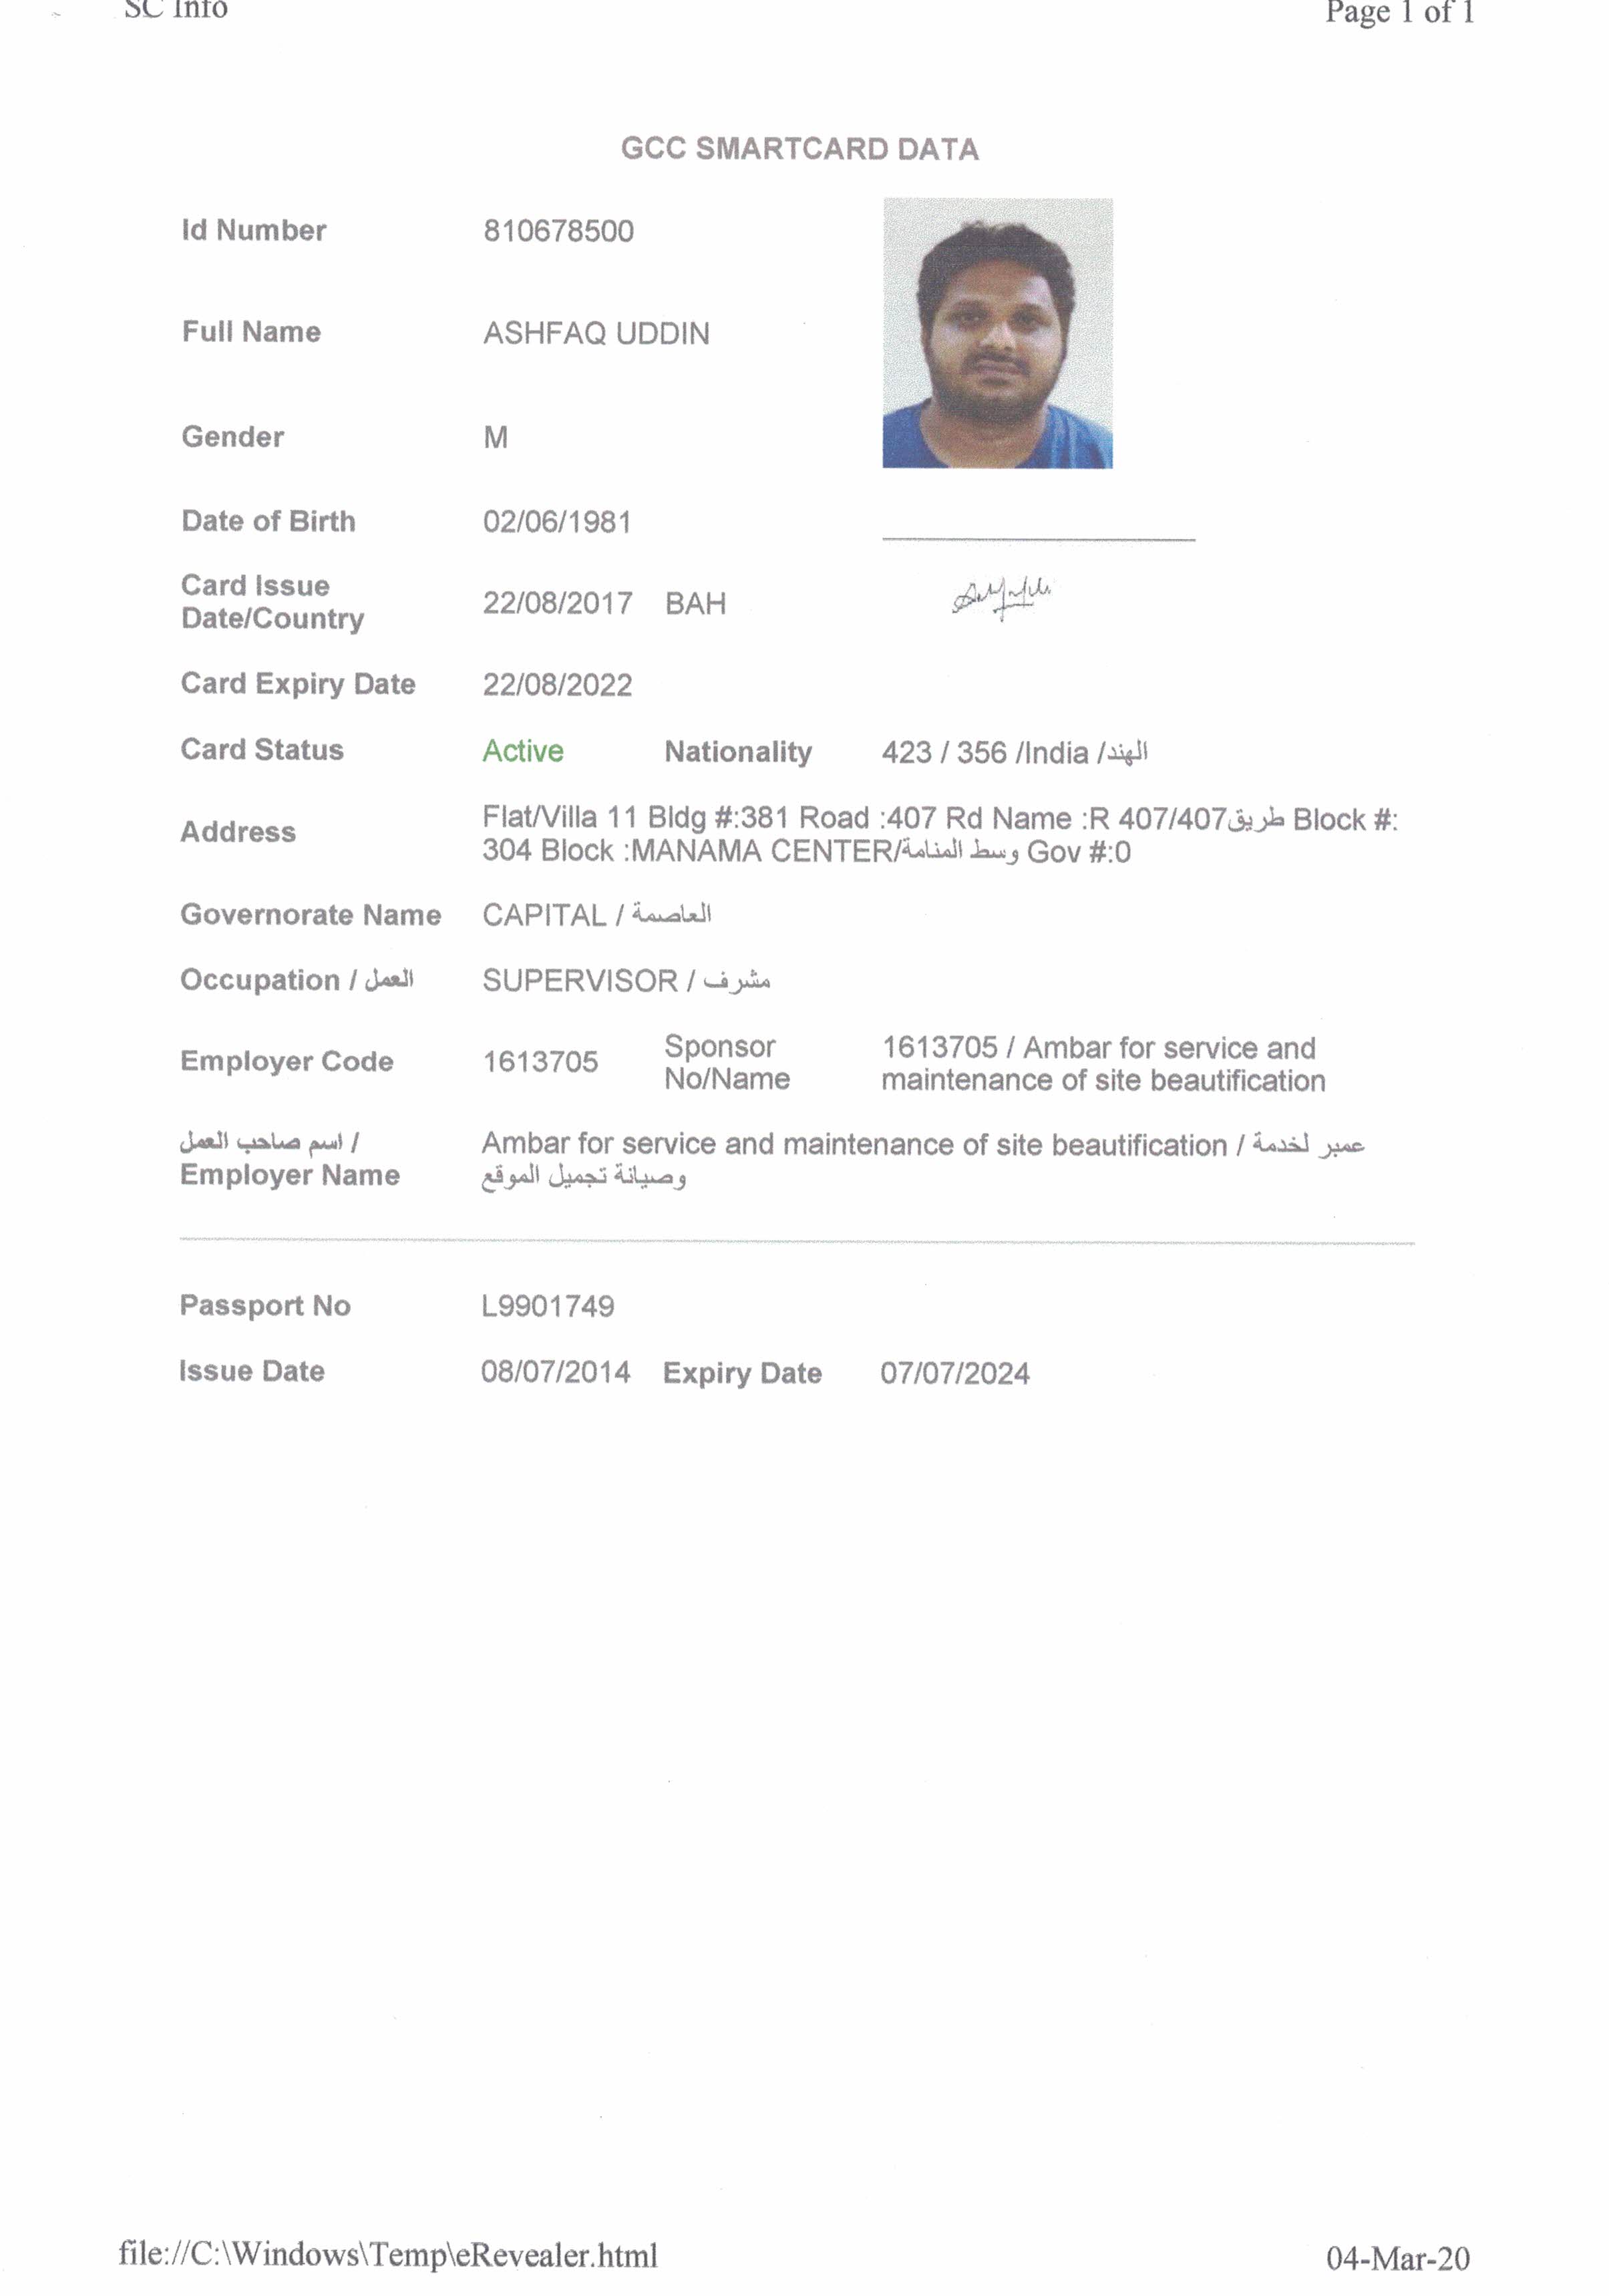 SC Info Page 1 of 1
GCC SMARTCARD DATA
Id Number 810678500
Full Name ASHFAQ UDDIN
Gender M
Date of Birth 02/06/1981
Card Issue
Date/Country 22/08/2017 BAH
Card Expiry Date 22/08/2022
Card Status Active Nationality 423 / 356 /India /الهند
Address Flat/Villa 11 Bldg #:381 Road :407 Rd Name :R 407/407طريق Block #:
304 Block :MANAMA CENTER/وسط المنامة Gov #:0
Governorate Name CAPITAL / العاصمة
Occupation / العمل SUPERVISOR / مشرف
Employer Code 1613705 Sponsor No/Name 1613705 / Ambar for service and
maintenance of site beautification
اسم صاحب العمل / Ambar for service and maintenance of site beautification / عمبر لخدمة
Employer Name وصيانة تجميل الموقع
Passport No L9901749
Issue Date 08/07/2014 Expiry Date 07/07/2024
file://C:\Windows\Temp\eRevealer.html 04-Mar-20